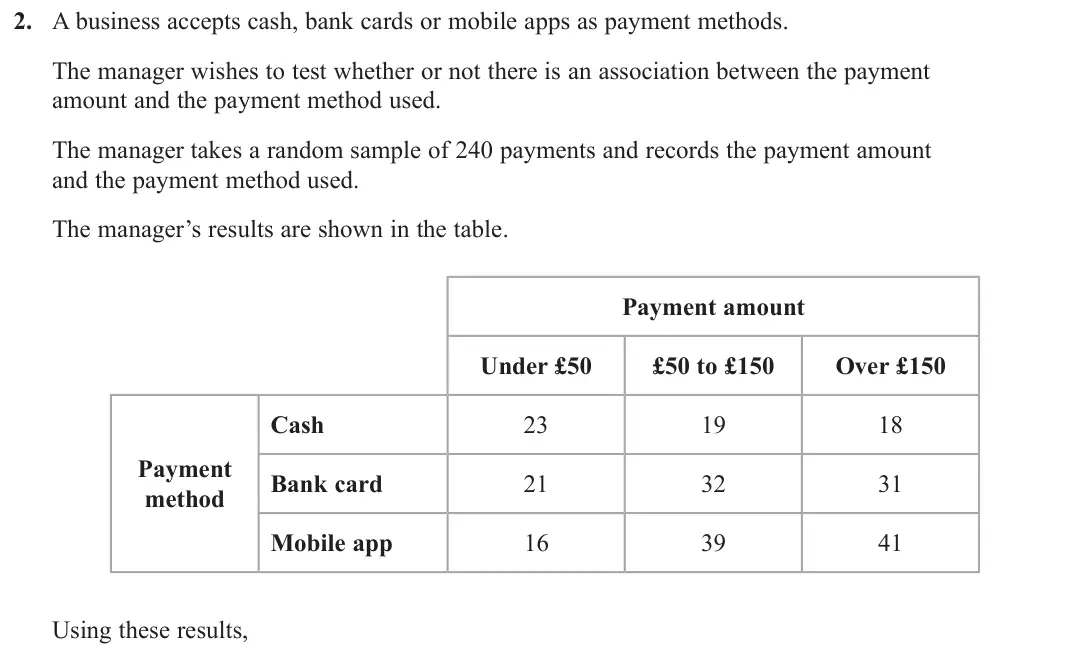 2. A business accepts cash, bank cards or mobile apps as payment methods.
The manager wishes to test whether or not there is an association between the payment
amount and the payment method used.
The manager takes a random sample of 240 payments and records the payment amount
and the payment method used.
The manager’s results are shown in the table.
Payment amount
Under £50 £50 to £150 Over £150
Payment method
Cash 23 19 18
Bank card 21 32 31
Mobile app 16 39 41
Using these results,